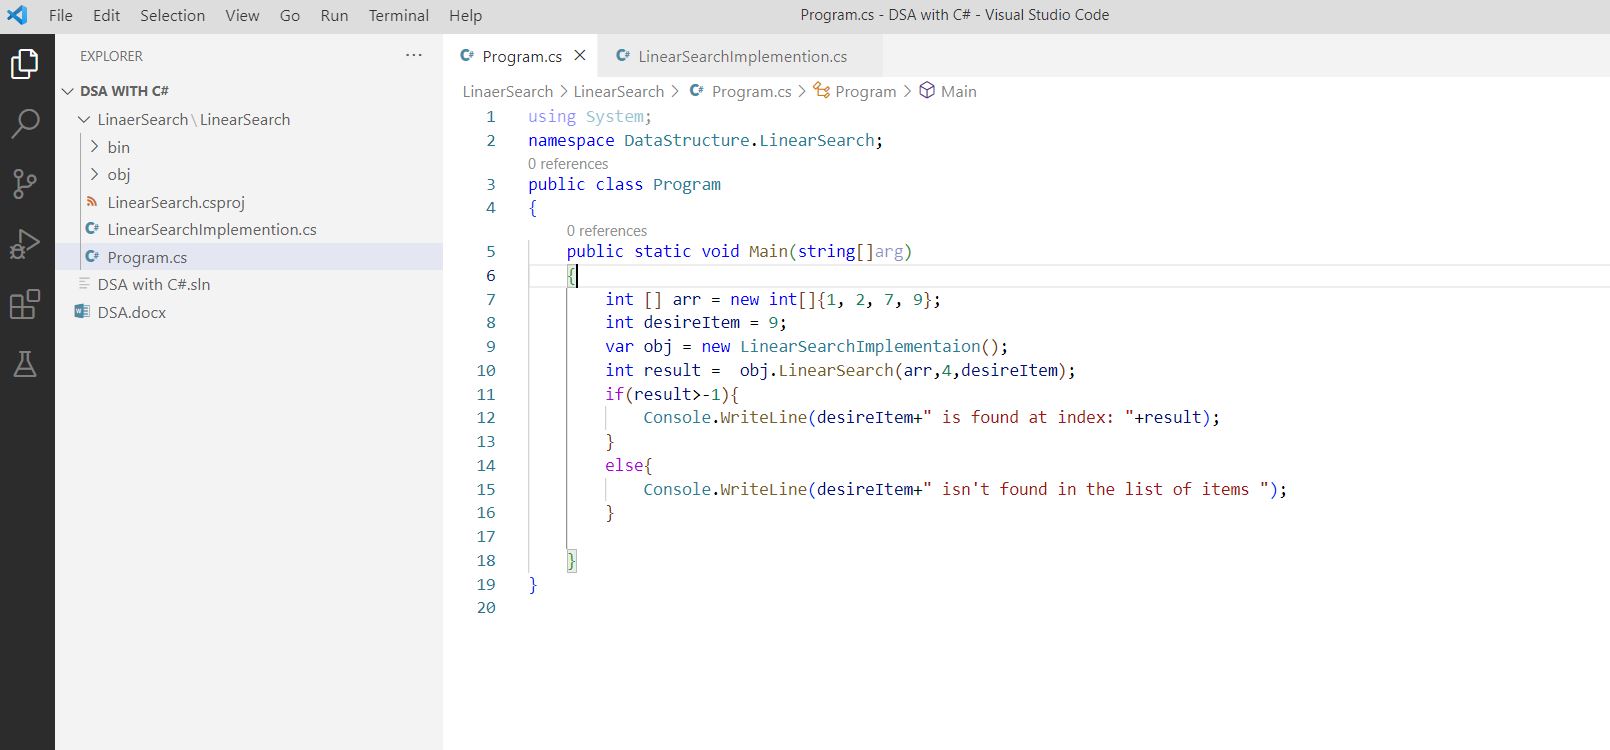 File Edit Selection View Go Run Terminal Help
Program.cs - DSA with C# - Visual Studio Code
EXPLORER ···
DSA WITH C#
LinaerSearch\LinearSearch
bin
obj
LinearSearch.csproj
LinearSearchImplemention.cs
Program.cs
DSA with C#.sln
DSA.docx
Program.cs × LinearSearchImplemention.cs
LinaerSearch > LinearSearch > Program.cs > Program > Main
1 using System;
2 namespace DataStructure.LinearSearch;
0 references
3 public class Program
4 {
0 references
5 public static void Main(string[]arg)
6 {
7 int [] arr = new int[]{1, 2, 7, 9};
8 int desireItem = 9;
9 var obj = new LinearSearchImplementaion();
10 int result =  obj.LinearSearch(arr,4,desireItem);
11 if(result>-1){
12 Console.WriteLine(desireItem+" is found at index: "+result);
13 }
14 else{
15 Console.WriteLine(desireItem+" isn't found in the list of items ");
16 }
17
18 }
19 }
20